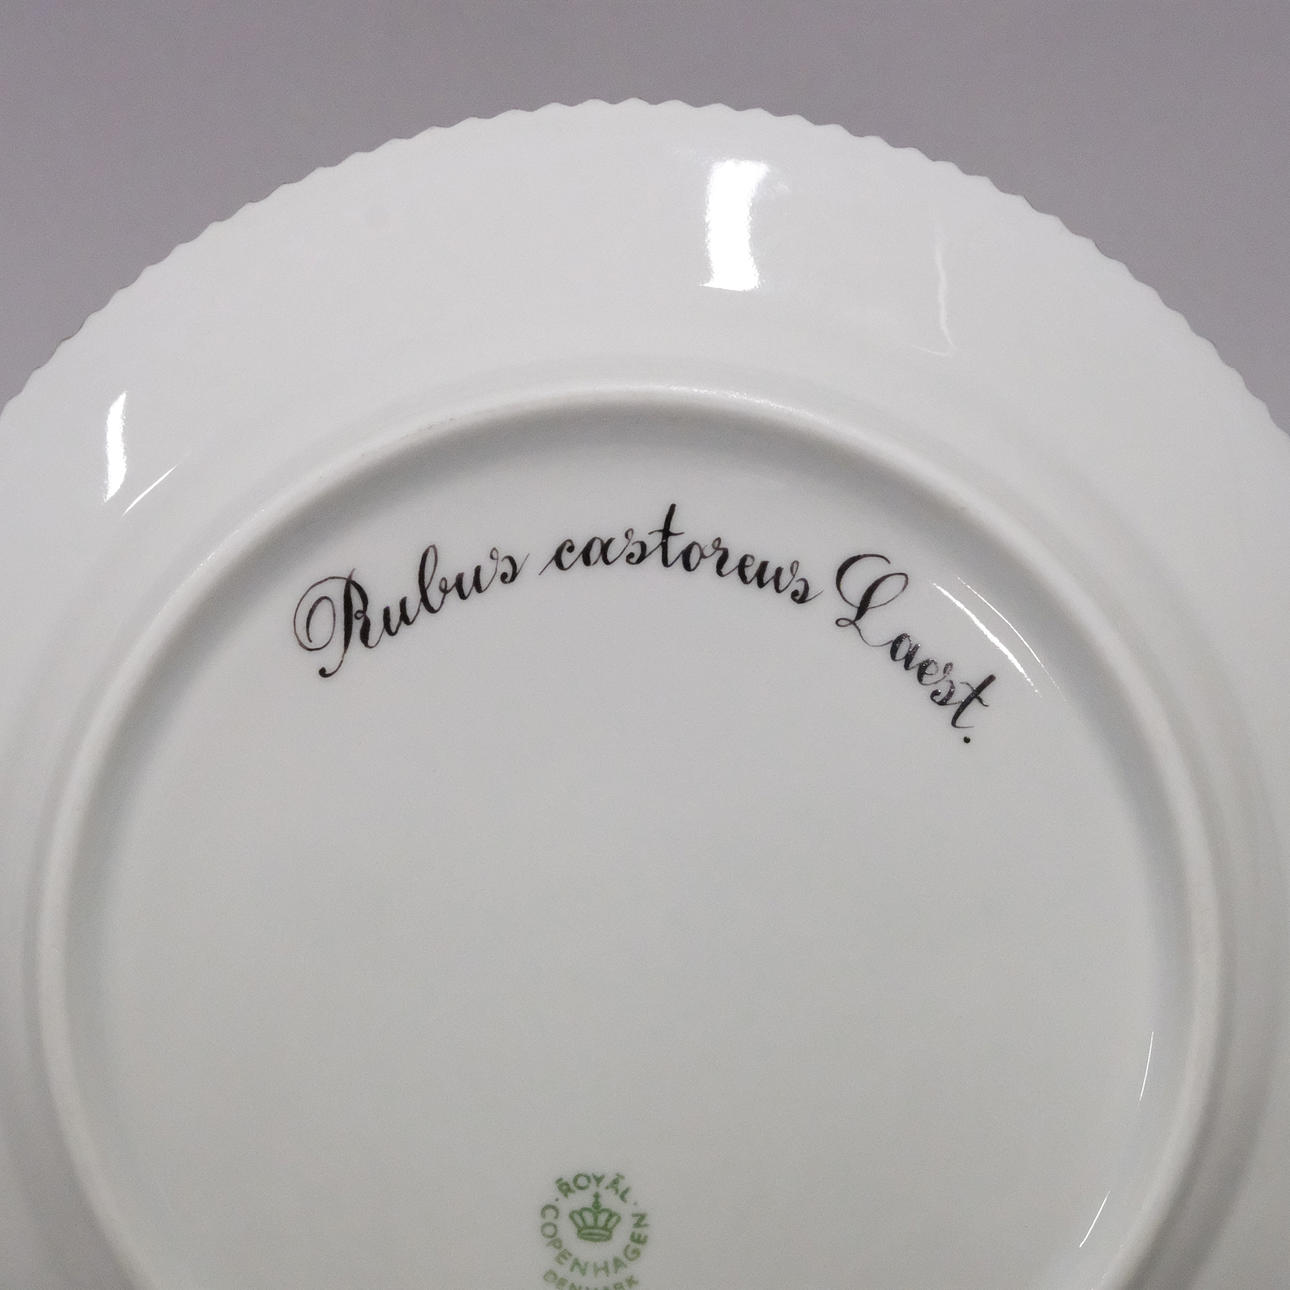 Rubus castoreus Laest.
ROYAL
COPENHAGEN
DENMARK